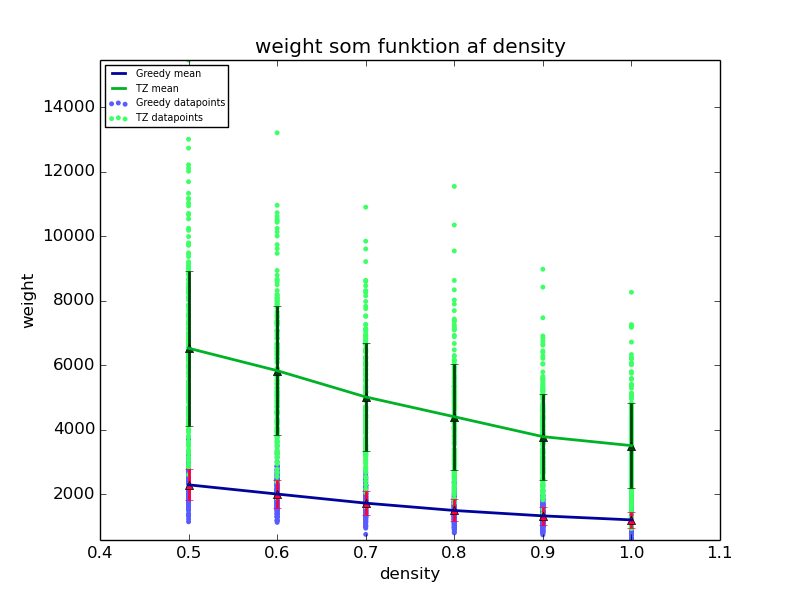 weight som funktion af density
Greedy mean
TZ mean
Greedy datapoints
TZ datapoints
14000
12000
10000
8000
6000
4000
2000
weight
0.4 0.5 0.6 0.7 0.8 0.9 1.0 1.1
density